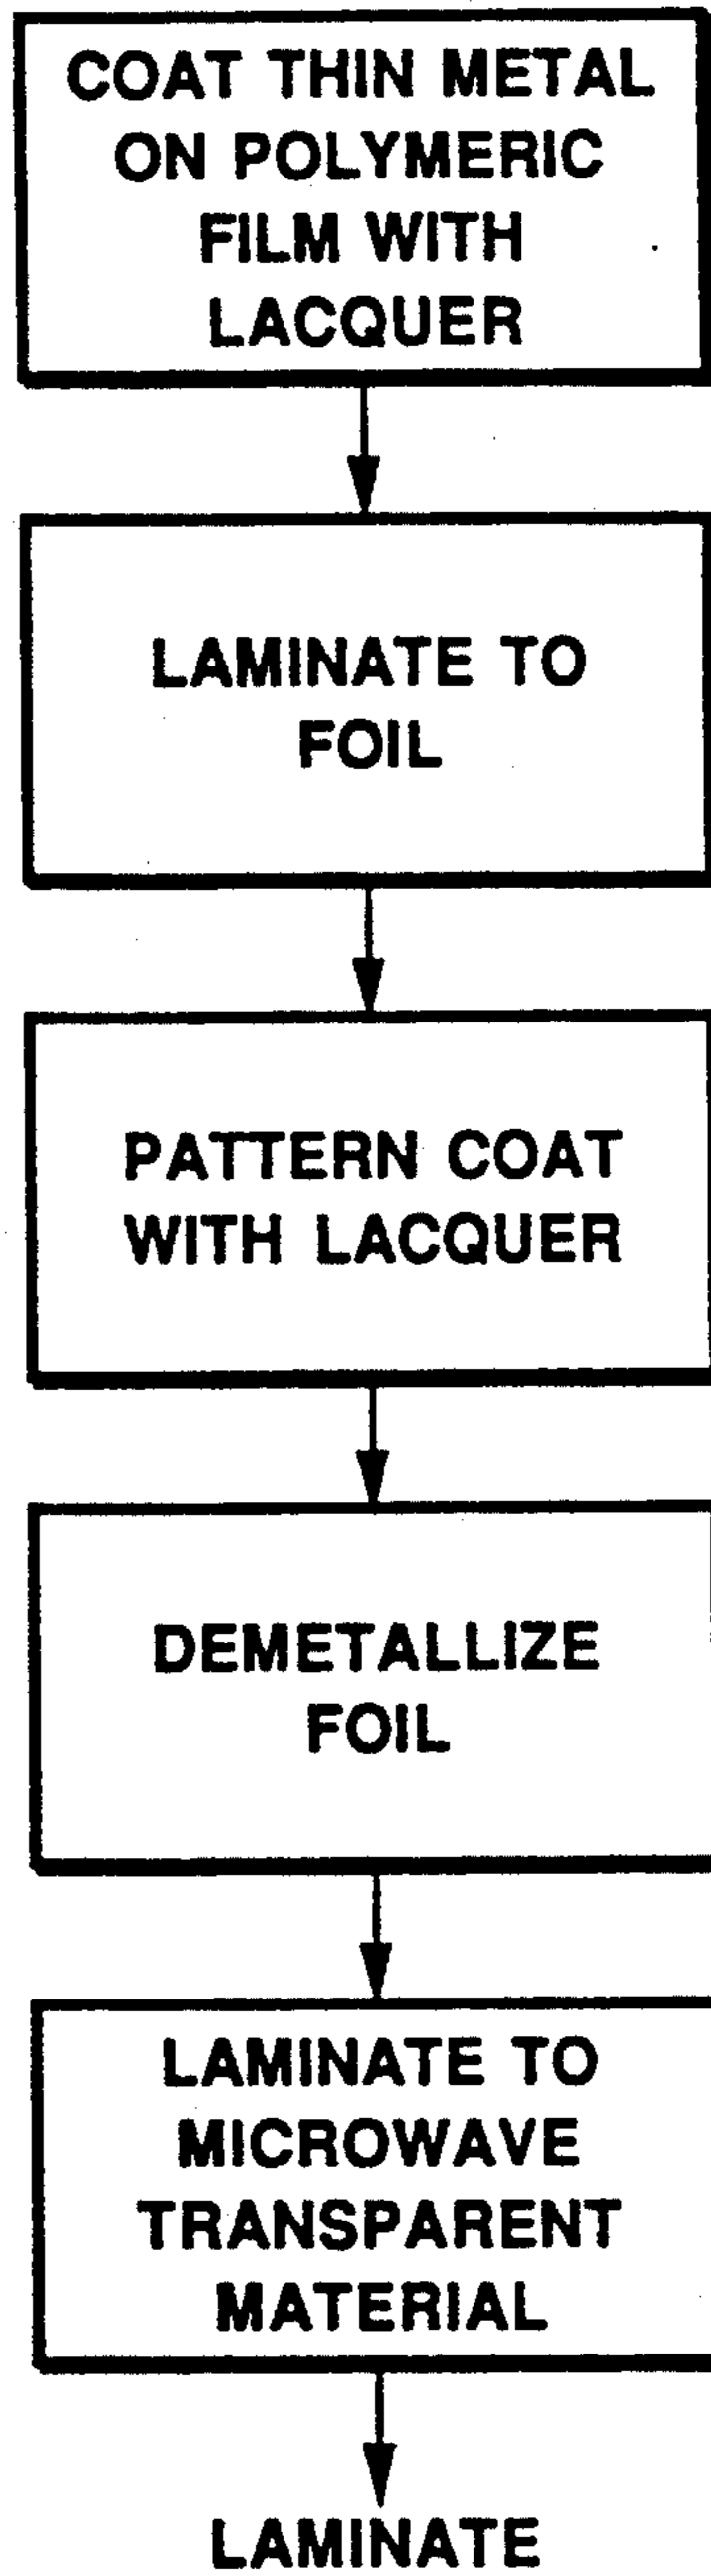 COAT THIN METAL
ON POLYMERIC
FILM WITH
LACQUER
LAMINATE TO
FOIL
PATTERN COAT
WITH LACQUER
DEMETALLIZE
FOIL
LAMINATE TO
MICROWAVE
TRANSPARENT
MATERIAL
LAMINATE